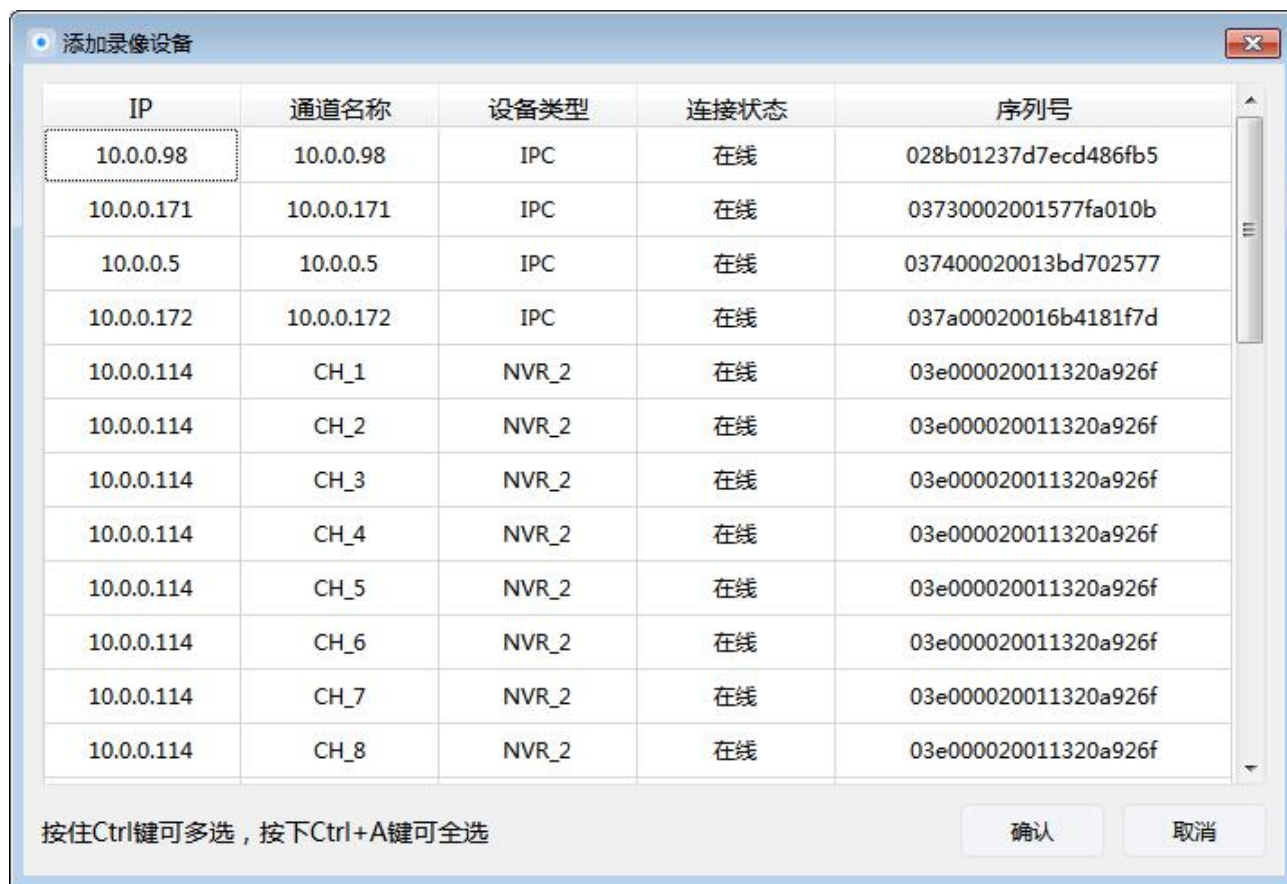 添加录像设备
IP 通道名称 设备类型 连接状态 序列号
10.0.0.98 10.0.0.98 IPC 在线 028b01237d7ecd486fb5
10.0.0.171 10.0.0.171 IPC 在线 03730002001577fa010b
10.0.0.5 10.0.0.5 IPC 在线 037400020013bd702577
10.0.0.172 10.0.0.172 IPC 在线 037a00020016b4181f7d
10.0.0.114 CH_1 NVR_2 在线 03e000020011320a926f
10.0.0.114 CH_2 NVR_2 在线 03e000020011320a926f
10.0.0.114 CH_3 NVR_2 在线 03e000020011320a926f
10.0.0.114 CH_4 NVR_2 在线 03e000020011320a926f
10.0.0.114 CH_5 NVR_2 在线 03e000020011320a926f
10.0.0.114 CH_6 NVR_2 在线 03e000020011320a926f
10.0.0.114 CH_7 NVR_2 在线 03e000020011320a926f
10.0.0.114 CH_8 NVR_2 在线 03e000020011320a926f
按住Ctrl键可多选，按下Ctrl+A键可全选 确认 取消